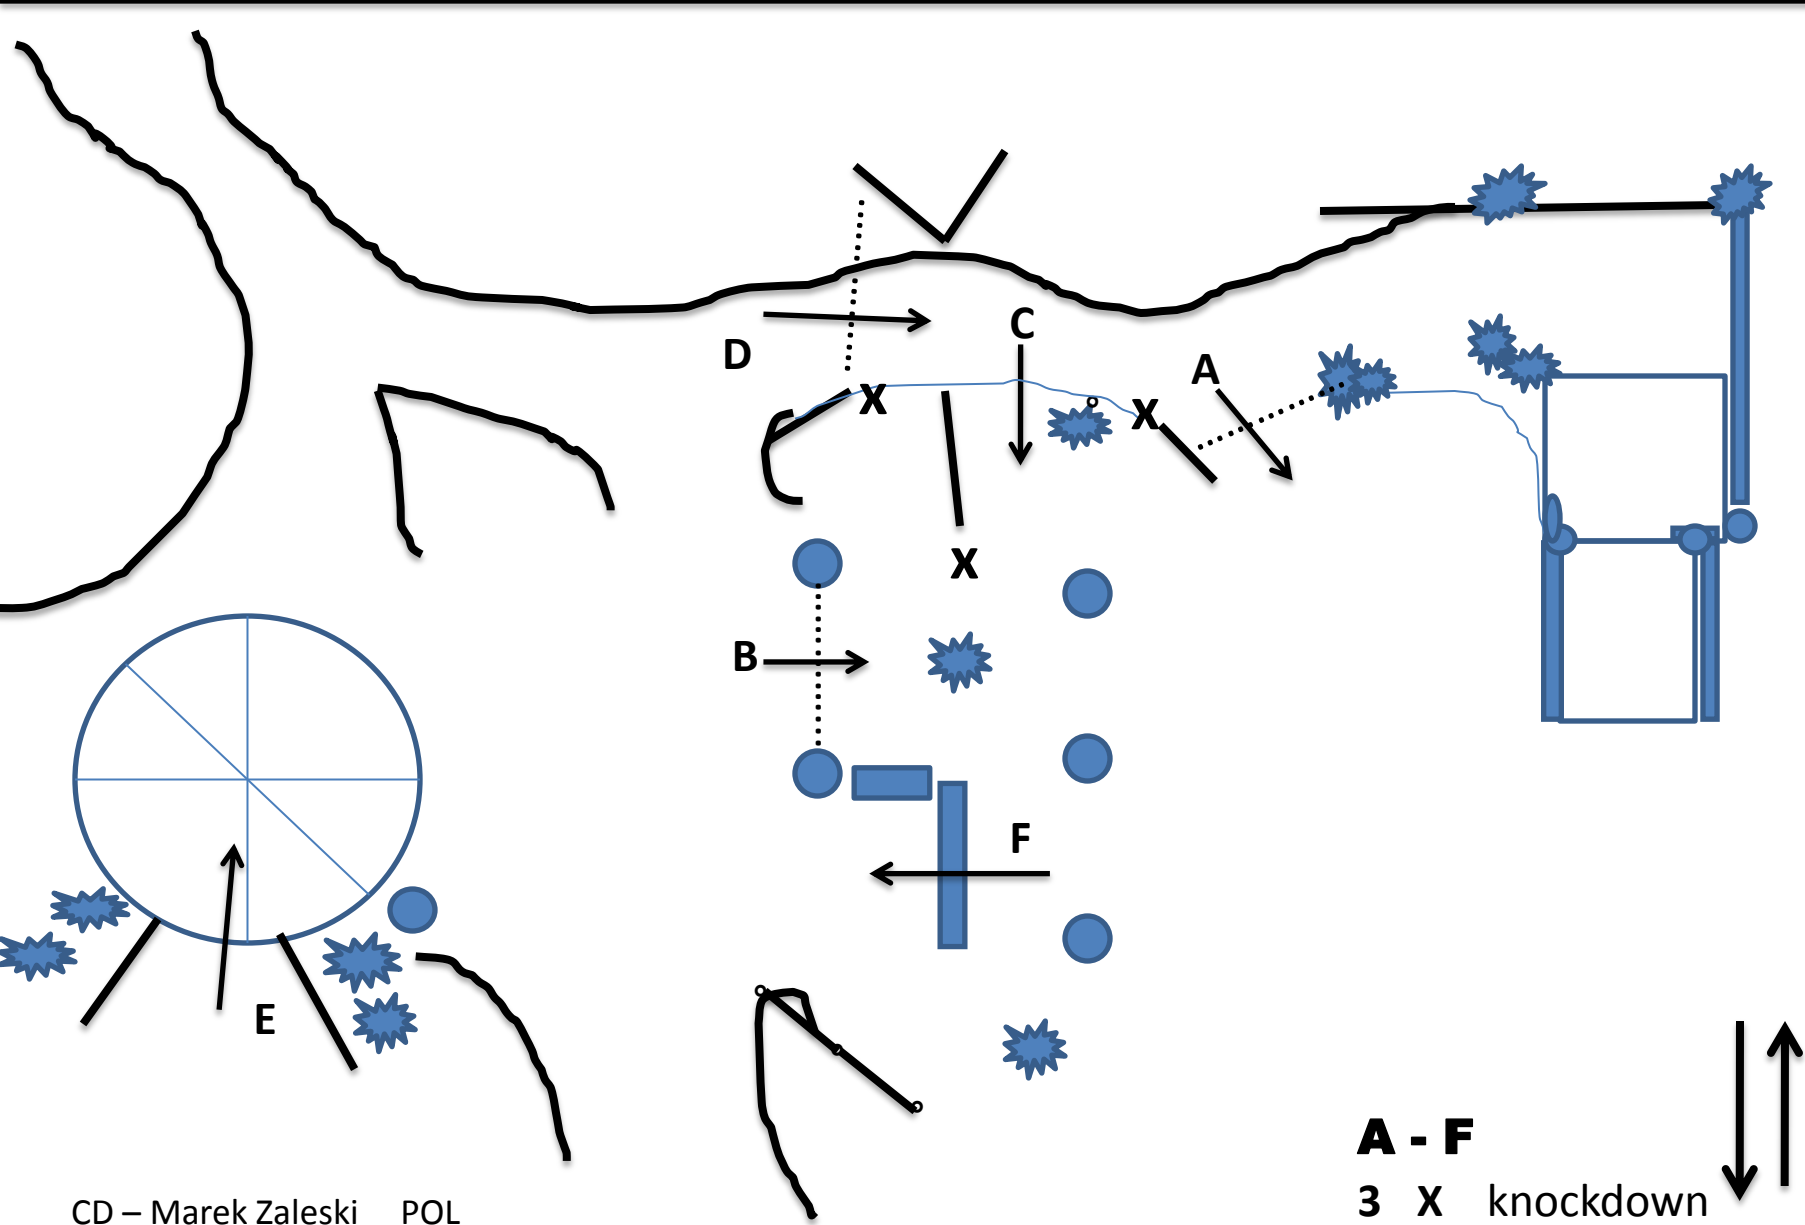 C
D
A
X
X
X
B
F
E
A - F
3 X knockdown
CD – Marek Zaleski POL